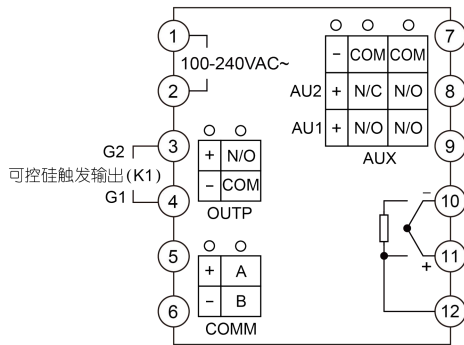 1
7
100-240VAC~
- COM COM
2
AU2 + N/C N/O
8
AU1 + N/O N/O
G2
3
+ N/O
AUX
9
可控硅触发输出(K1)
- COM
G1
4
OUTP
−
10
5
+ A
+
11
- B
6
COMM
12